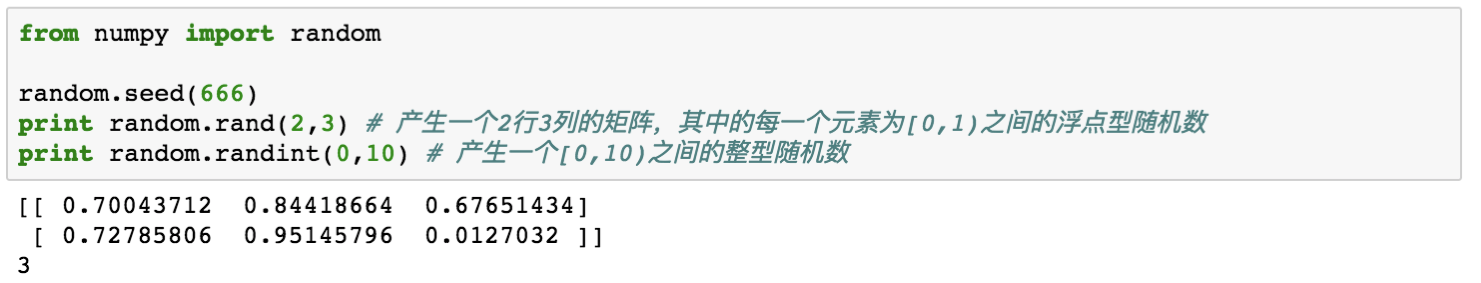 from numpy import random
random.seed(666)
print random.rand(2,3) # 产生一个2行3列的矩阵，其中的每一个元素为[0,1)之间的浮点型随机数
print random.randint(0,10) # 产生一个[0,10)之间的整型随机数
[[ 0.70043712  0.84418664  0.67651434]
 [ 0.72785806  0.95145796  0.0127032 ]]
3